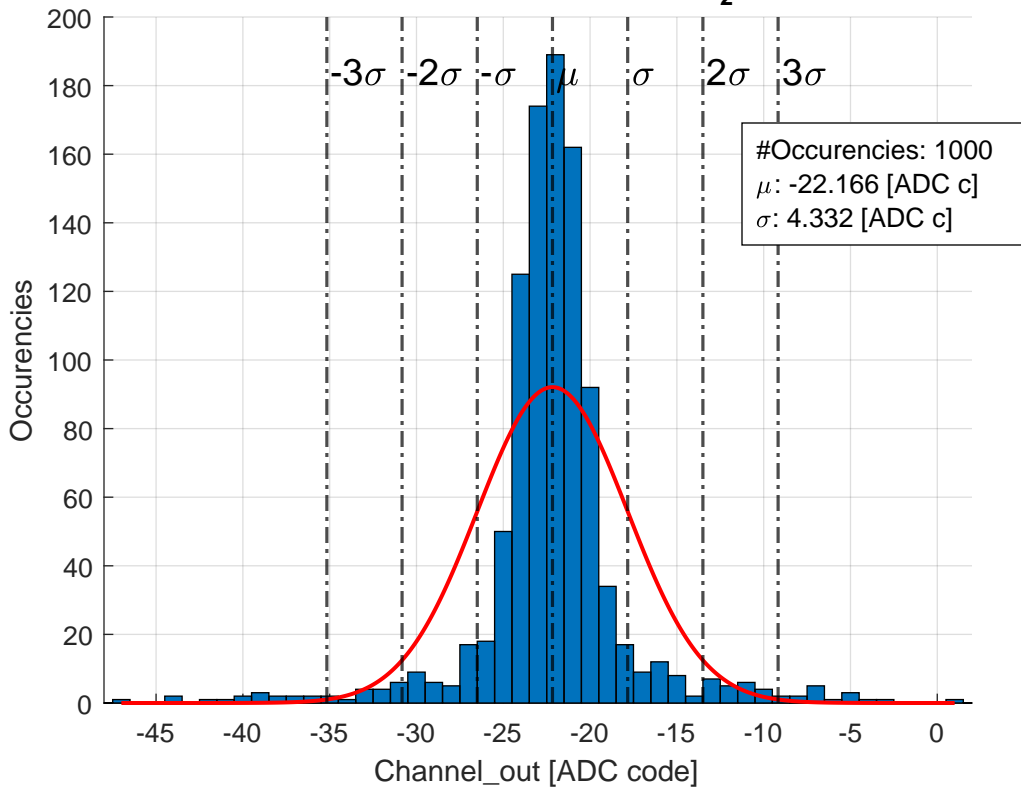 2
200
180
160
140
120
100
80
60
40
20
0
-3σ -2σ -σ μ σ 2σ 3σ
#Occurencies: 1000
μ: -22.166 [ADC c]
σ: 4.332 [ADC c]
Occurencies
-45 -40 -35 -30 -25 -20 -15 -10 -5 0
Channel_out [ADC code]